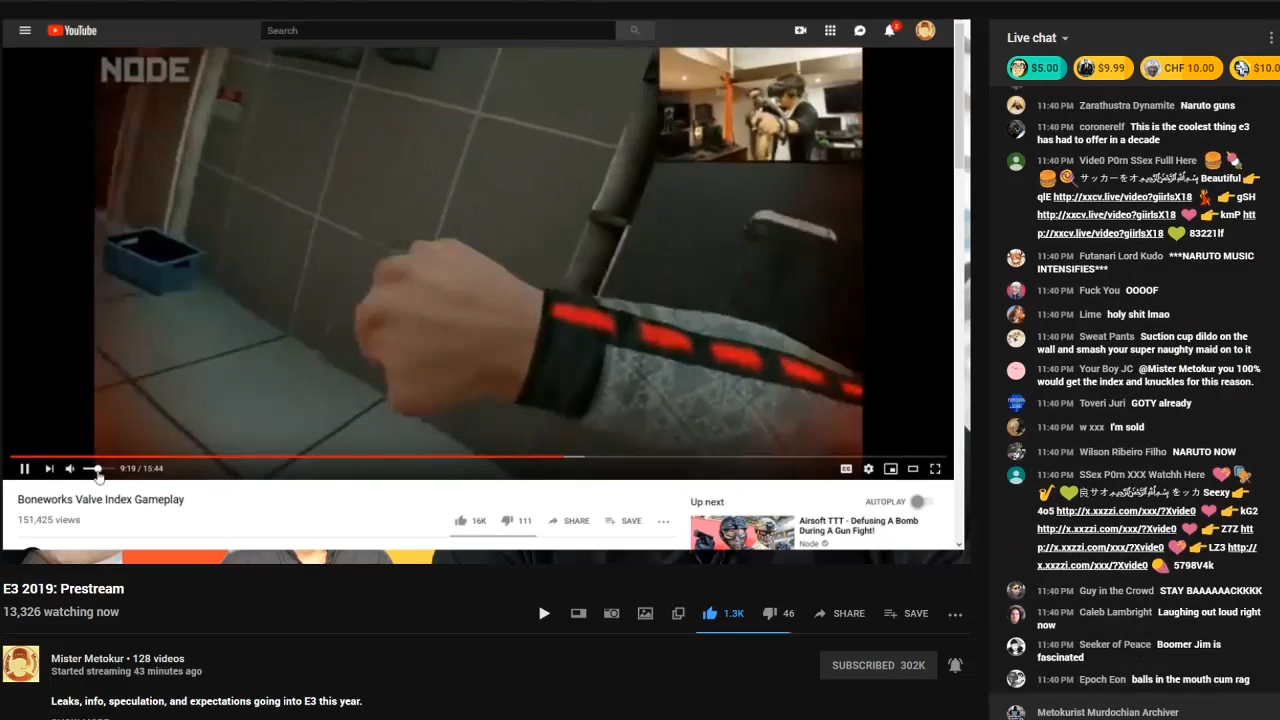 YouTube
Search
2
NODE
9:19 / 15:44
Boneworks Valve Index Gameplay
151,425 views
16K
111
SHARE
SAVE
Up next
AUTOPLAY
Airsoft TTT - Defusing A Bomb
During A Gun Fight!
Node
E3 2019: Prestream
13,326 watching now
1.3K
46
SHARE
SAVE
Mister Metokur • 128 videos
Started streaming 43 minutes ago
SUBSCRIBED 302K
Leaks, info, speculation, and expectations going into E3 this year.
Live chat
$5.00
$9.99
CHF 10.00
$10.0
11:40 PM Zarathustra Dynamite Naruto guns
11:40 PM coronerelf This is the coolest thing e3
has had to offer in a decade
11:40 PM Vide0 P0rn SSex Fulll Here
サッカーをオ Beautiful
qlE http://xxcv.live/video?giirlsX18 gSH
http://xxcv.live/video?giirlsX18 kmP htt
p://xxcv.live/video?giirlsX18 83221lf
11:40 PM Futanari Lord Kudo ***NARUTO MUSIC
INTENSIFIES***
11:40 PM Fuck You OOOOF
11:40 PM Lime holy shit lmao
11:40 PM Sweat Pants Suction cup dildo on the
wall and smash your super naughty maid on to it
11:40 PM Your Boy JC @Mister Metokur you 100%
would get the index and knuckles for this reason.
11:40 PM Toveri Juri GOTY already
11:40 PM w xxx I'm sold
11:40 PM Wilson Ribeiro Filho NARUTO NOW
11:40 PM SSex P0rn XXX Watchh Here
良サオ をッカ Seexy
4o5 http://x.xxzzi.com/xxx/?Xvide0 kG2
http://x.xxzzi.com/xxx/?Xvide0 Z7Z htt
p://x.xxzzi.com/xxx/?Xvide0 LZ3 http://
x.xxzzi.com/xxx/?Xvide0 5798V4k
11:40 PM Guy in the Crowd STAY BAAAAAACKKKK
11:40 PM Caleb Lambright Laughing out loud right
now
11:40 PM Seeker of Peace Boomer Jim is
fascinated
11:40 PM Epoch Eon balls in the mouth cum rag
Metokurist Murdochian Archiver